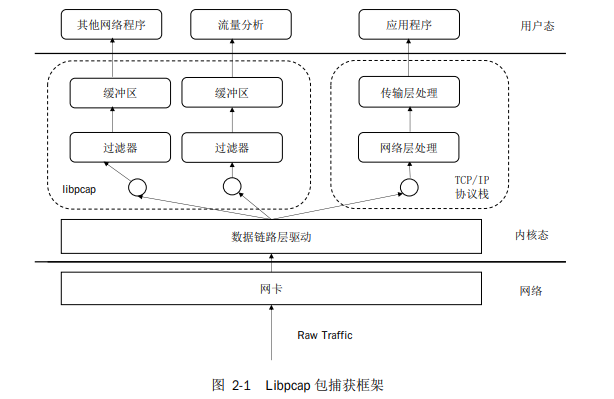 其他网络程序 流量分析 应用程序 用户态
缓冲区 缓冲区 传输层处理
过滤器 过滤器 网络层处理
libpcap
TCP/IP
协议栈
数据链路层驱动 内核态
网卡 网络
Raw Traffic
图 2-1 Libpcap 包捕获框架